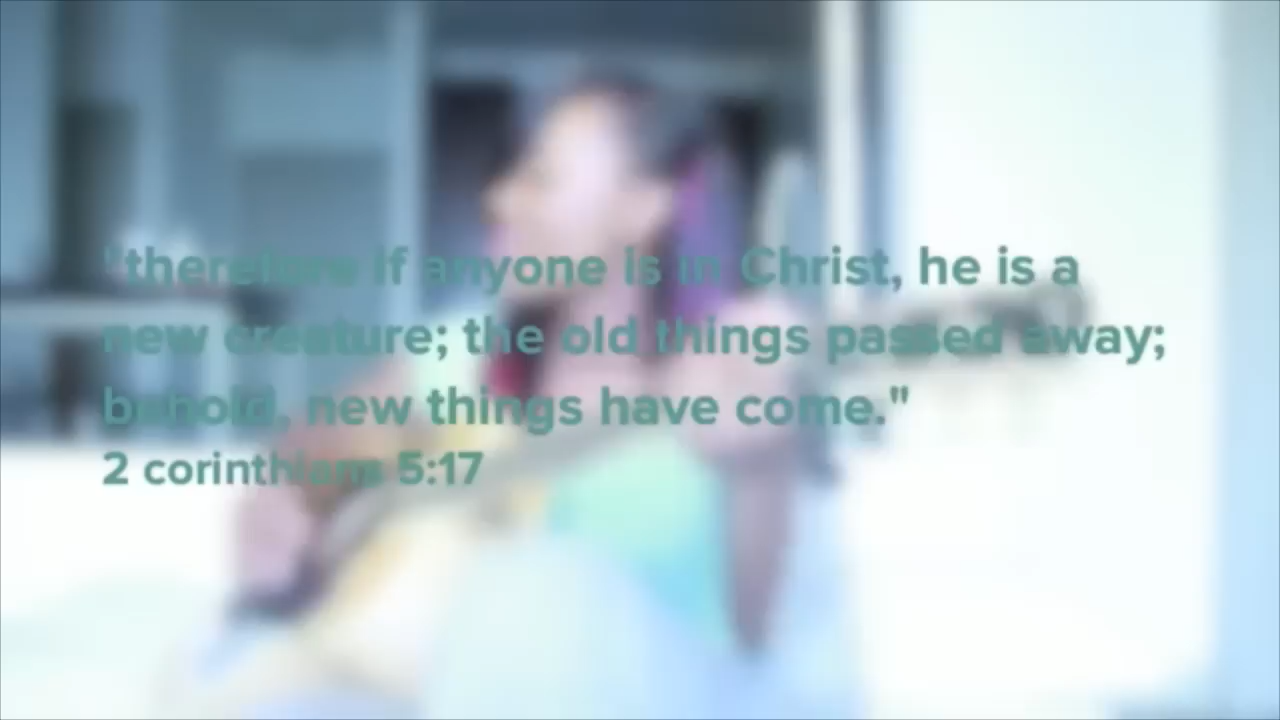 "therefore if anyone is in Christ, he is a
new creature; the old things passed away;
behold, new things have come."
2 corinthians 5:17